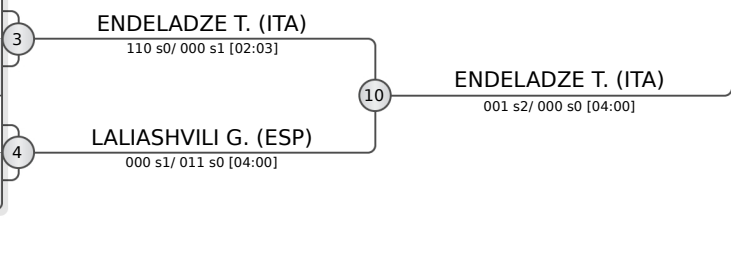 ENDELADZE T. (ITA)
3
110 s0/ 000 s1 [02:03]
ENDELADZE T. (ITA)
10
001 s2/ 000 s0 [04:00]
LALIASHVILI G. (ESP)
4
000 s1/ 011 s0 [04:00]